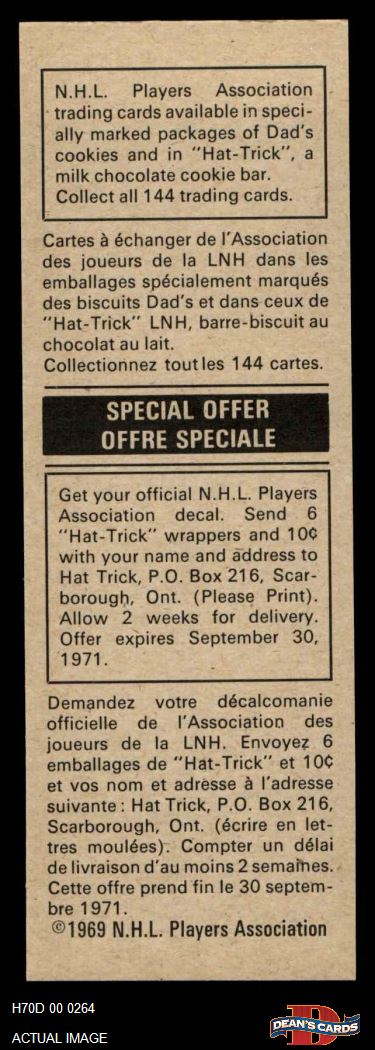 N.H.L. Players Association
trading cards available in speci-
ally marked packages of Dad's
cookies and in "Hat-Trick", a
milk chocolate cookie bar.
Collect all 144 trading cards.
Cartes à échanger de l'Association
des joueurs de la LNH dans les
emballages spécialement marqués
des biscuits Dad's et dans ceux de
"Hat-Trick" LNH, barre-biscuit au
chocolat au lait.
Collectionnez toutles 144 cartes.
SPECIAL OFFER
OFFRE SPECIALE
Get your official N.H.L. Players
Association decal. Send 6
"Hat-Trick" wrappers and 10¢
with your name and address to
Hat Trick, P.O. Box 216, Scar-
borough, Ont. (Please Print).
Allow 2 weeks for delivery.
Offer expires September 30,
1971.
Demandez votre décalcomanie
officielle de l'Association des
joueurs de la LNH. Envoyez 6
emballages de "Hat-Trick" et 10¢
et vos nom et adresse à l'adresse
suivante : Hat Trick, P.O. Box 216,
Scarborough, Ont. (écrire en let-
tres moulées). Compter un délai
de livraison d'au moins 2 semaines.
Cette offre prend fin le 30 septem-
bre 1971.
©1969 N.H.L. Players Association
H70D 00 0264
ACTUAL IMAGE
D
DEAN'S CARDS